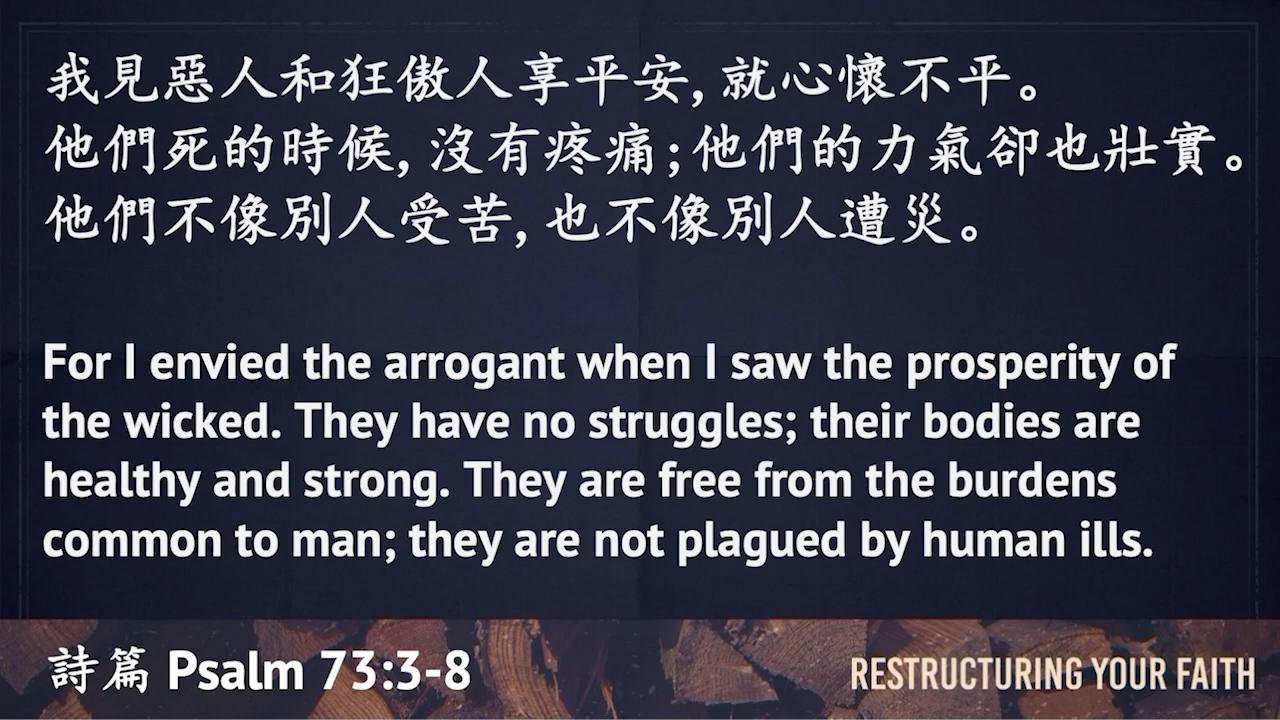 我見惡人和狂傲人享平安,就心懷不平。
他們死的時候,沒有疼痛;他們的力氣卻也壯實。
他們不像別人受苦,也不像別人遭災。
For I envied the arrogant when I saw the prosperity of
the wicked. They have no struggles; their bodies are
healthy and strong. They are free from the burdens
common to man; they are not plagued by human ills.
詩篇 Psalm 73:3-8
RESTRUCTURING YOUR FAITH